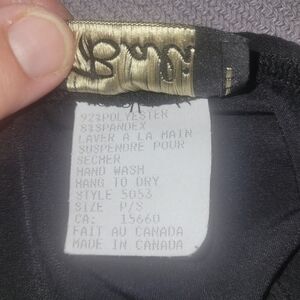 92%POLYESTER
8%SPANDEX
LAVER A LA MAIN
SUSPENDRE POUR
SECHER
HAND WASH
HANG TO DRY
STYLE 5053
SIZE P/S
CA: 15660
FAIT AU CANADA
MADE IN CANADA